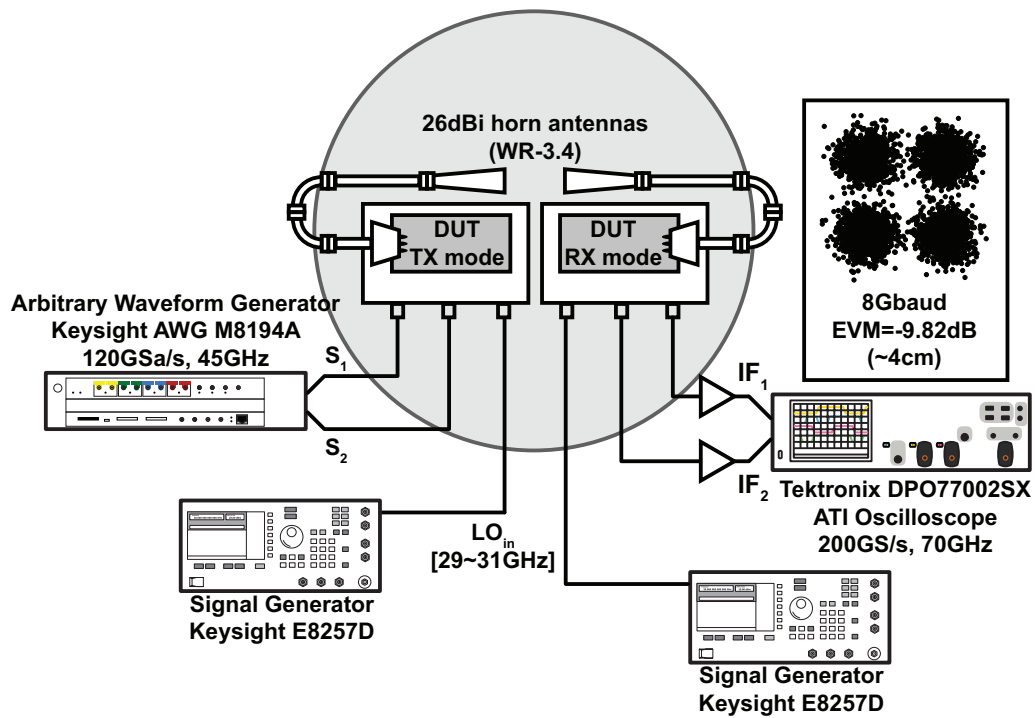 26dBi horn antennas
(WR-3.4)
DUT
TX mode
DUT
RX mode
8Gbaud
EVM=-9.82dB
(~4cm)
Arbitrary Waveform Generator
Keysight AWG M8194A
120GSa/s, 45GHz
S1
S2
IF1
IF2
Tektronix DPO77002SX
ATI Oscilloscope
200GS/s, 70GHz
LOin
[29~31GHz]
Signal Generator
Keysight E8257D
Signal Generator
Keysight E8257D